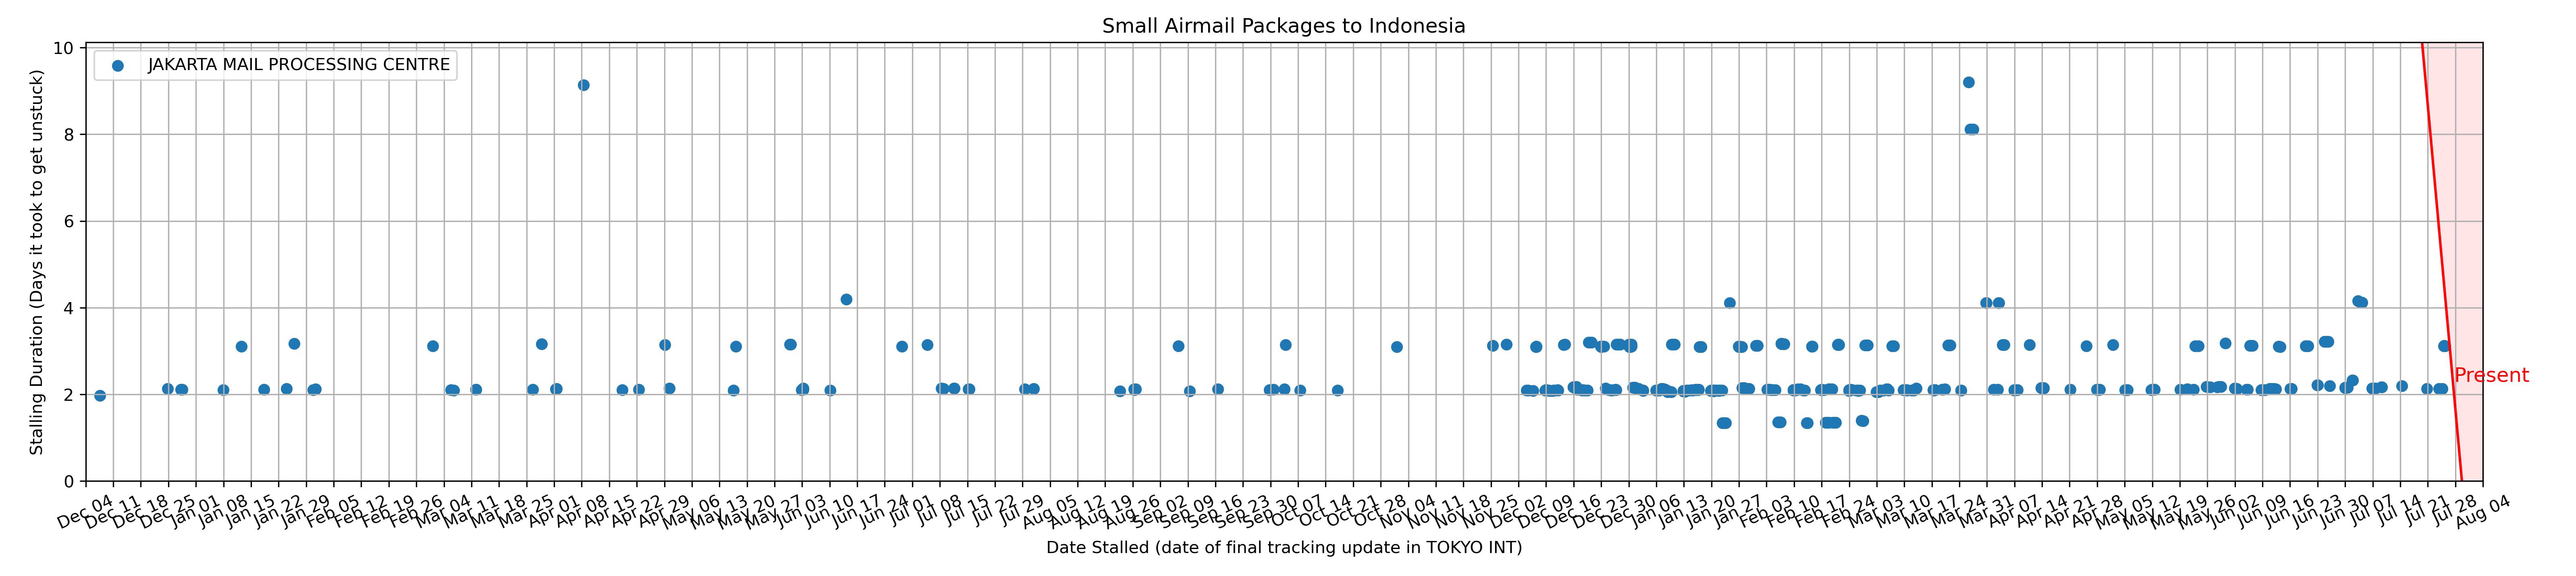 Small Airmail Packages to Indonesia
JAKARTA MAIL PROCESSING CENTRE
Stalling Duration (Days it took to get unstuck)
10
8
6
4
2
0
Present
Dec 04 Dec 11 Dec 18 Dec 25 Jan 01 Jan 08 Jan 15 Jan 22 Jan 29 Feb 05 Feb 12 Feb 19 Feb 26 Mar 04 Mar 11 Mar 18 Mar 25 Apr 01 Apr 08 Apr 15 Apr 22 Apr 29 May 06 May 13 May 20 May 27 Jun 03 Jun 10 Jun 17 Jun 24 Jul 01 Jul 08 Jul 15 Jul 22 Jul 29 Aug 05 Aug 12 Aug 19 Aug 26 Sep 02 Sep 09 Sep 16 Sep 23 Sep 30 Oct 07 Oct 14 Oct 21 Oct 28 Nov 04 Nov 11 Nov 18 Nov 25 Dec 02 Dec 09 Dec 16 Dec 23 Dec 30 Jan 06 Jan 13 Jan 20 Jan 27 Feb 03 Feb 10 Feb 17 Feb 24 Mar 03 Mar 10 Mar 17 Mar 24 Mar 31 Apr 07 Apr 14 Apr 21 Apr 28 May 05 May 12 May 19 May 26 Jun 02 Jun 09 Jun 16 Jun 23 Jun 30 Jul 07 Jul 14 Jul 21 Jul 28 Aug 04
Date Stalled (date of final tracking update in TOKYO INT)